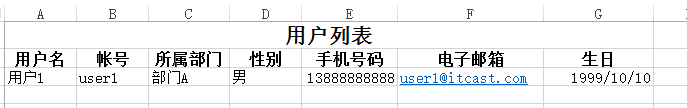 A B C D E F G
用户列表
用户名 帐号 所属部门 性别 手机号码 电子邮箱 生日
用户1 user1 部门A 男 13888888888 user1@itcast.com 1999/10/10